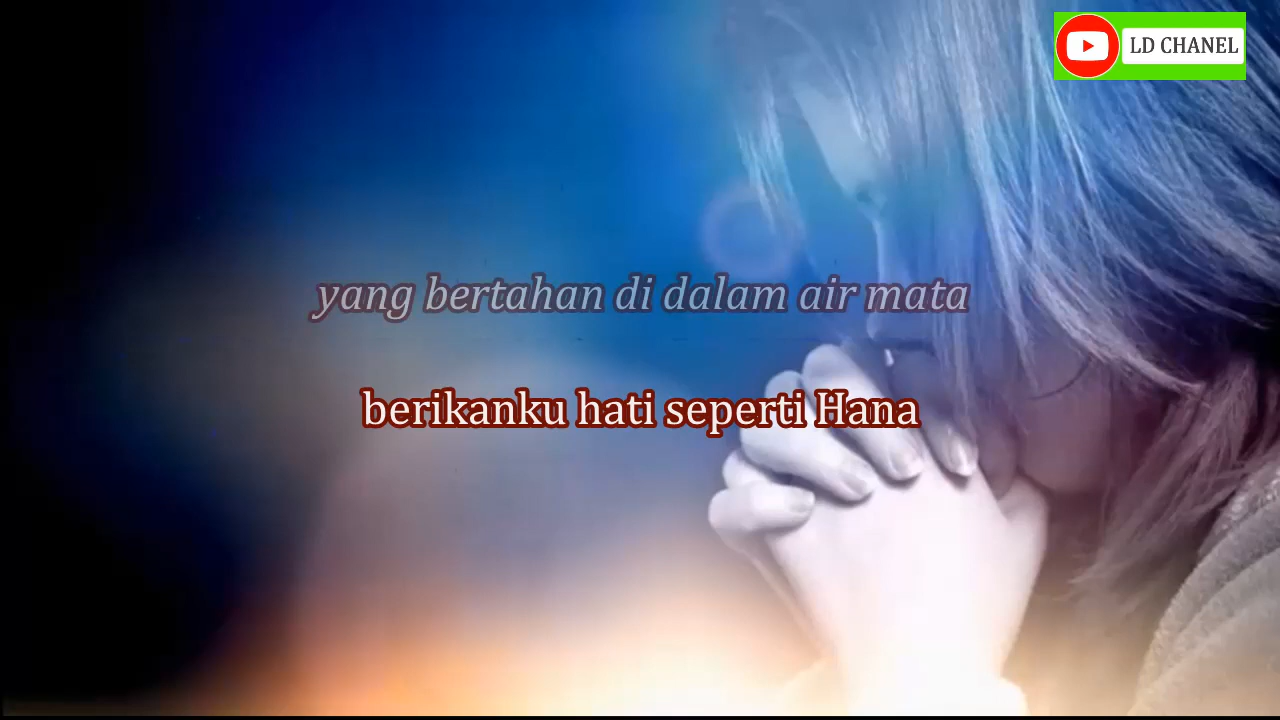 LD CHANEL
yang bertahan di dalam air mata
berikanku hati seperti Hana